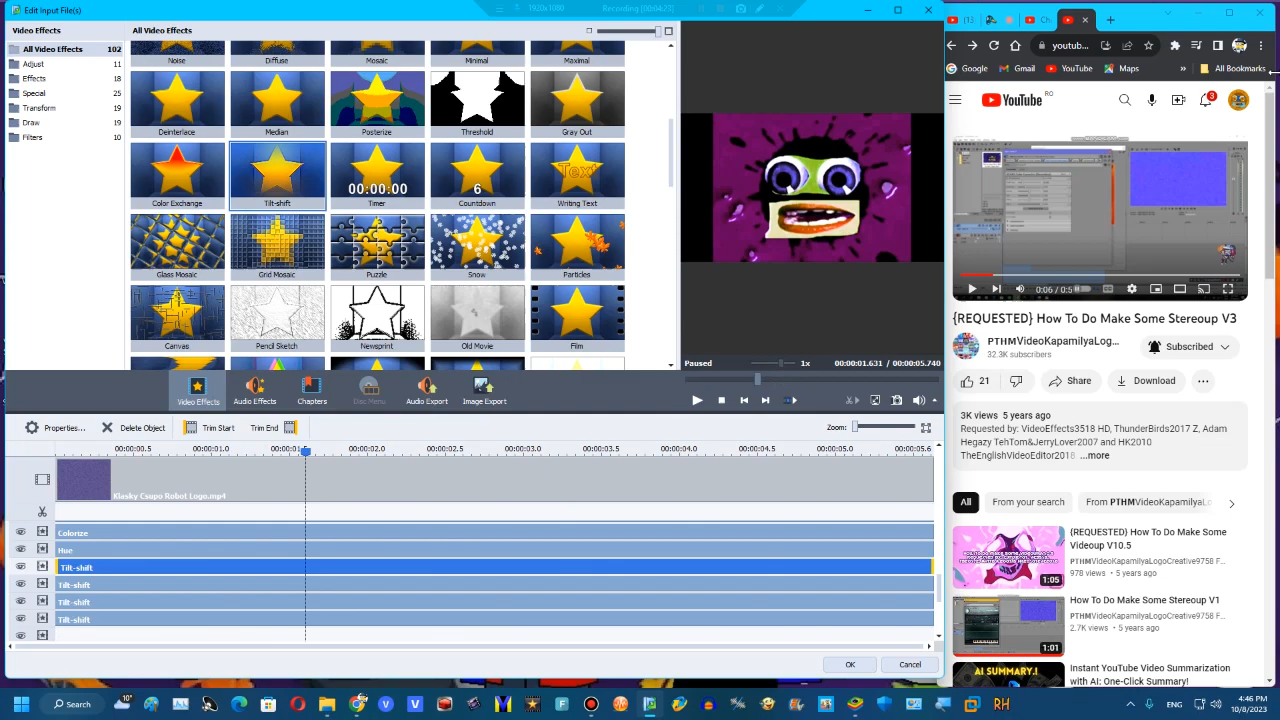 Edit Input File(s)
1920x1080
Recording [00:04:23]
Video Effects
All Video Effects 102
Adjust 11
Effects 18
Special 25
Transform 19
Draw 19
Filters 10
All Video Effects
Noise
Diffuse
Mosaic
Minimal
Maximal
Deinterlace
Median
Posterize
Threshold
Gray Out
Color Exchange
Tilt-shift
00:00:00
Timer
6
Countdown
Text
Writing Text
Glass Mosaic
Grid Mosaic
Puzzle
Snow
Particles
Canvas
Pencil Sketch
Newsprint
Old Movie
Film
Paused
1x
00:00:01.631 / 00:00:05.740
Video Effects
Audio Effects
Chapters
Disc Menu
Audio Export
Image Export
Properties...
Delete Object
Trim Start
Trim End
Zoom:
00:00:00.5
00:00:01.0
00:00:02.0
00:00:02.5
00:00:03.0
00:00:03.5
00:00:04.0
00:00:04.5
00:00:05.0
00:00:05.6
Klasky Csupo Robot Logo.mp4
Colorize
Hue
Tilt-shift
Tilt-shift
Tilt-shift
Tilt-shift
OK
Cancel
(13
Ch
youtub...
Google
Gmail
YouTube
Maps
»
All Bookmarks
YouTube RO
3
0:06 / 0:5
{REQUESTED} How To Do Make Some Stereoup V3
PTHMVideoKapamilyaLog...
32.3K subscribers
Subscribed
21
Share
Download
3K views 5 years ago
Requested by: VideoEffects3518 HD, ThunderBirds2017 Z, Adam
Hegazy TehTom&JerryLover2007 and HK2010
TheEnglishVideoEditor2018 ...more
All
From your search
From PTHMVideoKapamilyaLo
{REQUESTED} How To Do Make Some
Videoup V10.5
PTHMVideoKapamilyaLogoCreative9758 F...
978 views • 5 years ago
1:05
How To Do Make Some Stereoup V1
PTHMVideoKapamilyaLogoCreative9758 F...
2.7K views • 5 years ago
1:01
Instant YouTube Video Summarization
with AI: One-Click Summary!
AI SUMMARY.I
Search
10°
RH
ENG
4:46 PM
10/8/2023